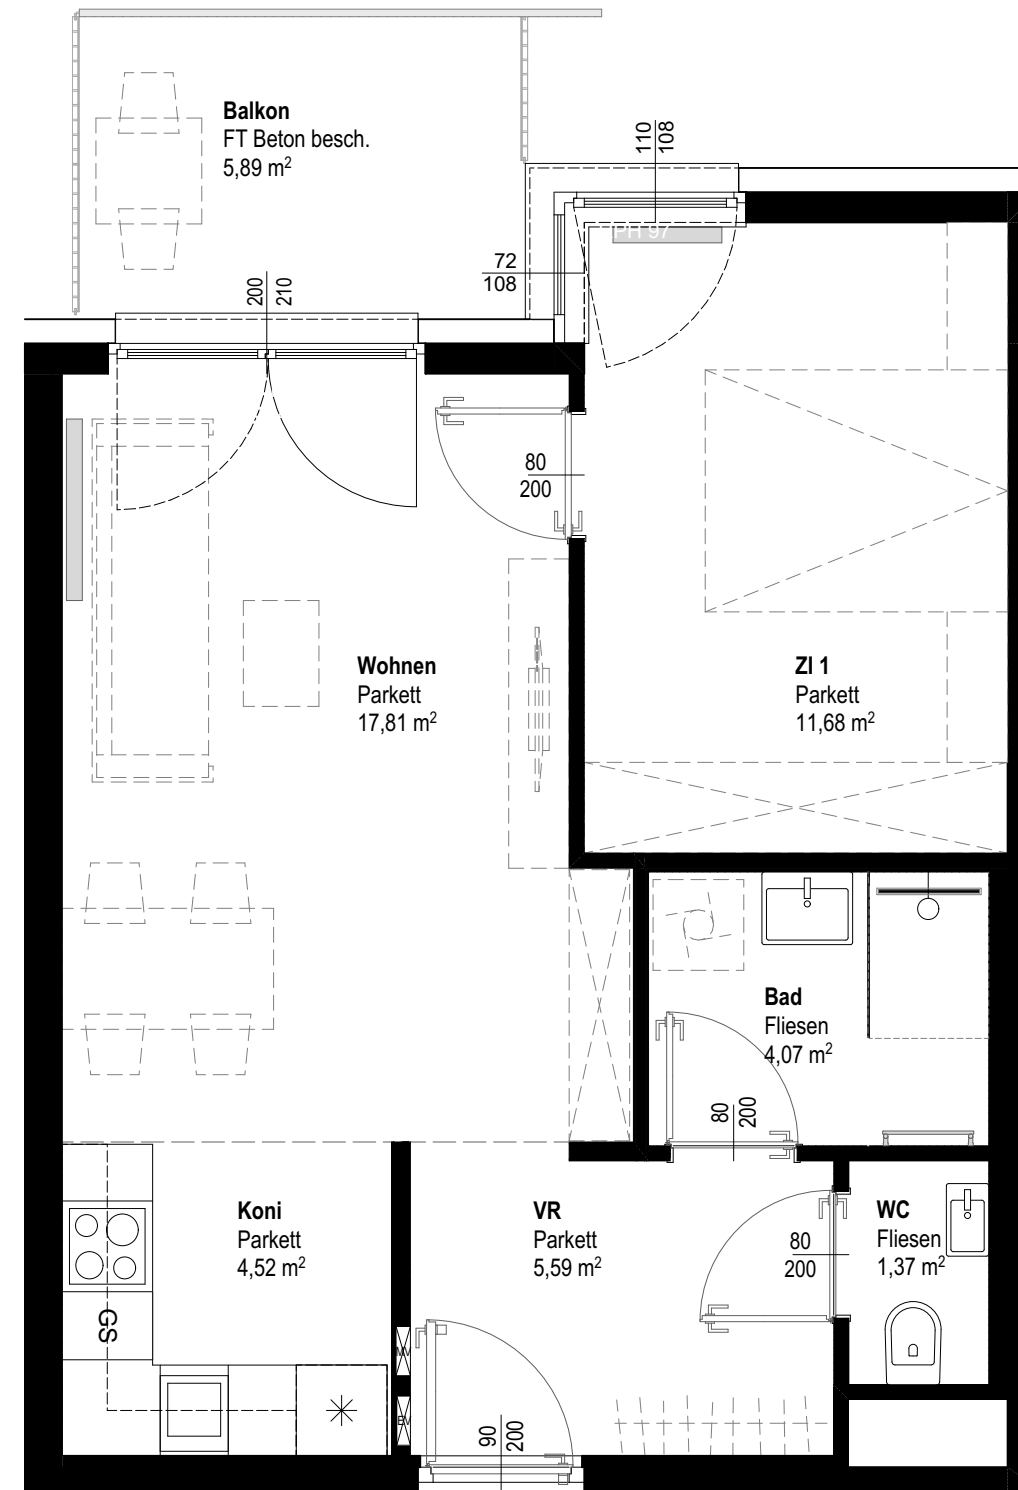 Balkon
FT Beton besch.
5,89 m²
110
108
PH 97
72
108
200
210
80
200
Wohnen
Parkett
17,81 m²
ZI 1
Parkett
11,68 m²
Bad
Fliesen
4,07 m²
80
200
Koni
Parkett
4,52 m²
VR
Parkett
5,59 m²
80
200
WC
Fliesen
1,37 m²
GS
EV
90
200